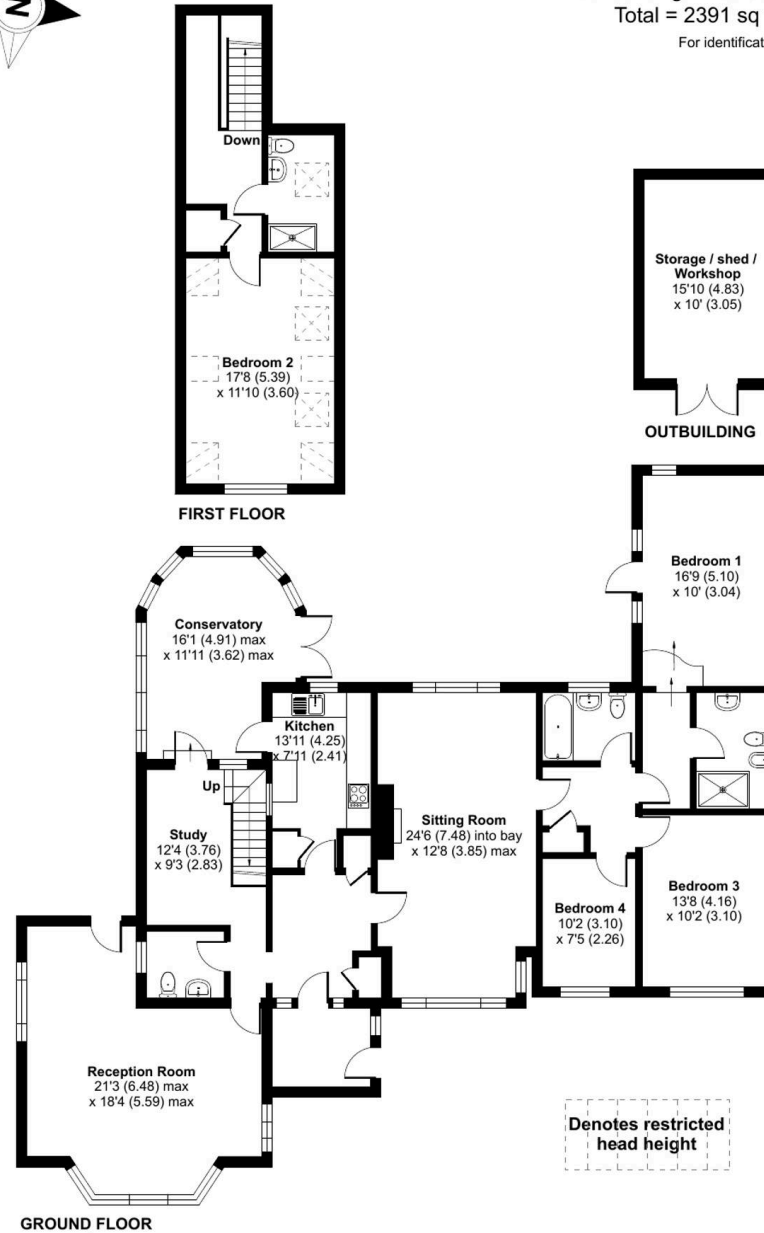 N
Total = 2391 sq
For identificat
Down
Bedroom 2
17'8 (5.39)
x 11'10 (3.60)
FIRST FLOOR
Storage / shed /
Workshop
15'10 (4.83)
x 10' (3.05)
OUTBUILDING
Bedroom 1
16'9 (5.10)
x 10' (3.04)
Conservatory
16'1 (4.91) max
x 11'11 (3.62) max
Kitchen
13'11 (4.25)
x 7'11 (2.41)
Up
Study
12'4 (3.76)
x 9'3 (2.83)
Sitting Room
24'6 (7.48) into bay
x 12'8 (3.85) max
Bedroom 4
10'2 (3.10)
x 7'5 (2.26)
Bedroom 3
13'8 (4.16)
x 10'2 (3.10)
Reception Room
21'3 (6.48) max
x 18'4 (5.59) max
Denotes restricted
head height
GROUND FLOOR